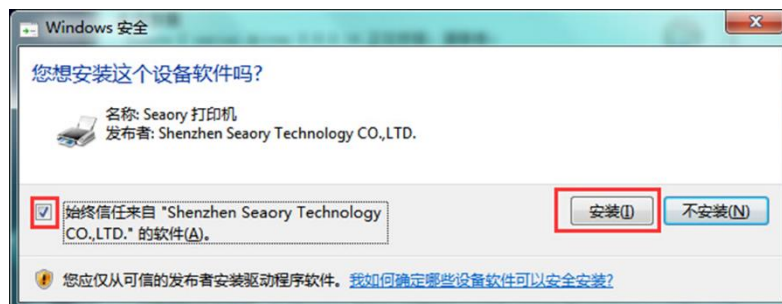 Windows 安全
您想安装这个设备软件吗?
名称: Seaory 打印机
发布者: Shenzhen Seaory Technology CO.,LTD.
始终信任来自 "Shenzhen Seaory Technology
CO.,LTD." 的软件(A)。
安装(I)
不安装(N)
您应仅从可信的发布者安装驱动程序软件。我如何确定哪些设备软件可以安全安装?